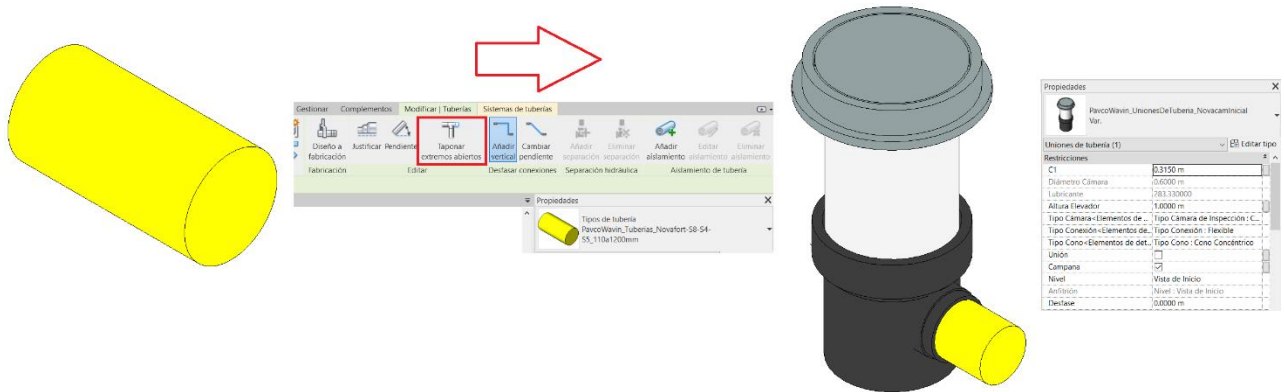 Gestionar Complementos Modificar | Tuberías Sistemas de tuberías
Diseño a fabricación
Justificar
Pendiente
Taponar extremos abiertos
Añadir vertical
Cambiar pendiente
Añadir separación
Eliminar separación
Añadir aislamiento
Editar aislamiento
Eliminar aislamiento
Fabricación
Editar
Desfasar conexiones
Separación hidráulica
Aislamiento de tubería
Propiedades X
Tipos de tubería
PavcoWavin_Tuberias_Novafort-S8-S4-
S5_110a1200mm
Propiedades X
PavcoWavin_UnionesDeTuberia_NovacamInicial
Var.
Uniones de tubería (1) Editar tipo
Restricciones
C1 0.3150 m
Diámetro Cámara 0.6000 m
Lubricante 283.330000
Altura Elevador 1.0000 m
Tipo Cámara<Elementos de ... Tipo Cámara de Inspección : C...
Tipo Conexión<Elementos de... Tipo Conexión : Flexible
Tipo Cono<Elementos de det... Tipo Cono : Cono Concéntrico
Unión
Campana
Nivel Vista de Inicio
Anfitrión Nivel : Vista de Inicio
Desfase 0.0000 m